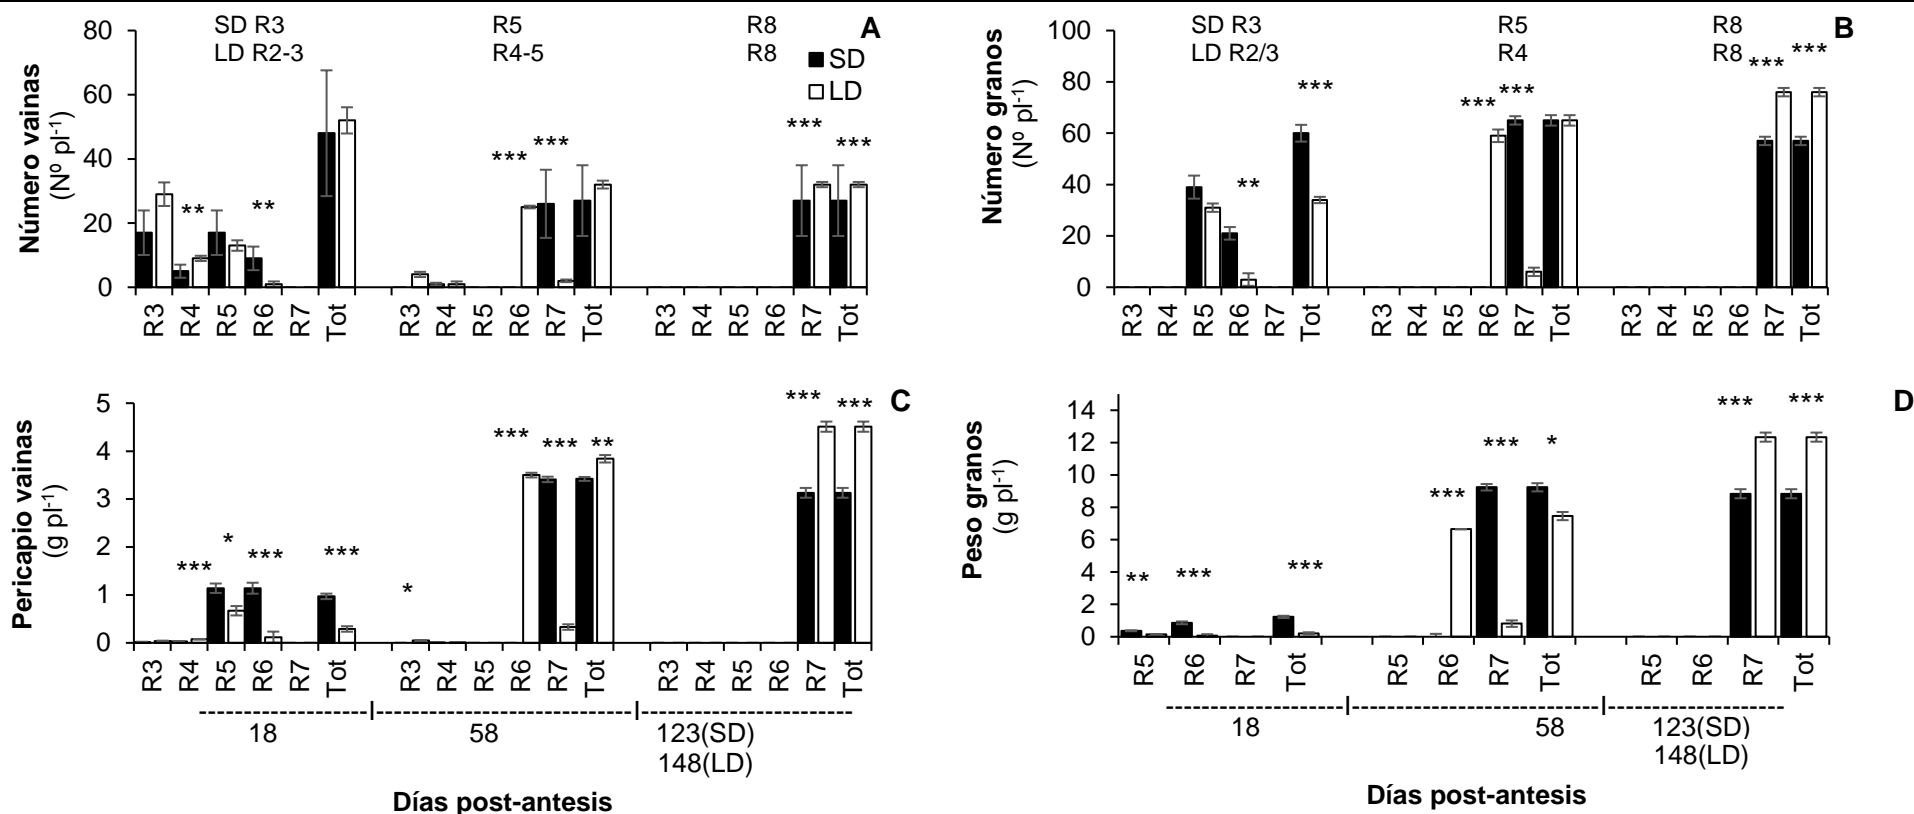 SD R3 R5 R8 A
LD R2-3 R4-5 R8
SD
LD
Número vainas
(Nº pl-1)
80
60
40
20
0
** ** *** *** *** ***
R3 R4 R5 R6 R7 Tot R3 R4 R5 R6 R7 Tot R3 R4 R5 R6 R7 Tot
SD R3 R5 R8 B
LD R2/3 R4 R8
Número granos
(Nº pl-1)
100
80
60
40
20
0
** *** *** *** *** ***
R3 R4 R5 R6 R7 Tot R3 R4 R5 R6 R7 Tot R3 R4 R5 R6 R7 Tot
C
Pericapio vainas
(g pl-1)
5
4
3
2
1
0
*** * *** *** * *** *** ** *** ***
R3 R4 R5 R6 R7 Tot R3 R4 R5 R6 R7 Tot R3 R4 R5 R6 R7 Tot
18 58 123(SD)
148(LD)
Días post-antesis
D
Peso granos
(g pl-1)
14
12
10
8
6
4
2
0
** *** *** *** *** * *** ***
R5 R6 R7 Tot R5 R6 R7 Tot R5 R6 R7 Tot
18 58 123(SD)
148(LD)
Días post-antesis